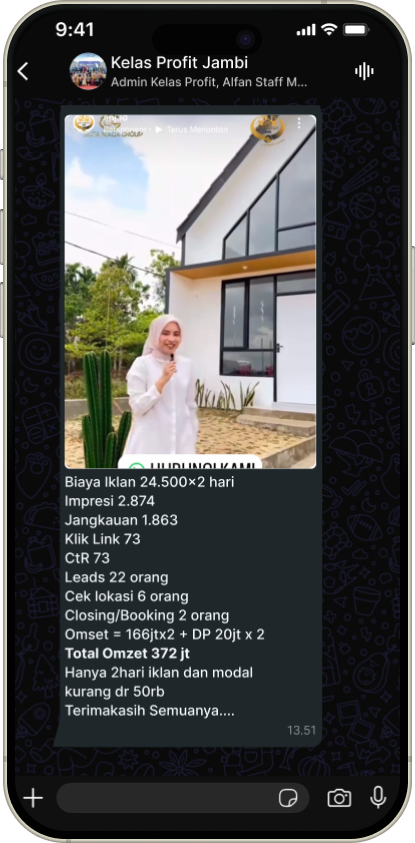 9:41
Kelas Profit Jambi
Admin Kelas Profit, Alfan Staff M...
Terus Menonton
HUBUNGI KAMI
Biaya Iklan 24.500×2 hari
Impresi 2.874
Jangkauan 1.863
Klik Link 73
CtR 73
Leads 22 orang
Cek lokasi 6 orang
Closing/Booking 2 orang
Omset = 166jtx2 + DP 20jt x 2
Total Omzet 372 jt
Hanya 2hari iklan dan modal
kurang dr 50rb
Terimakasih Semuanya....
13.51